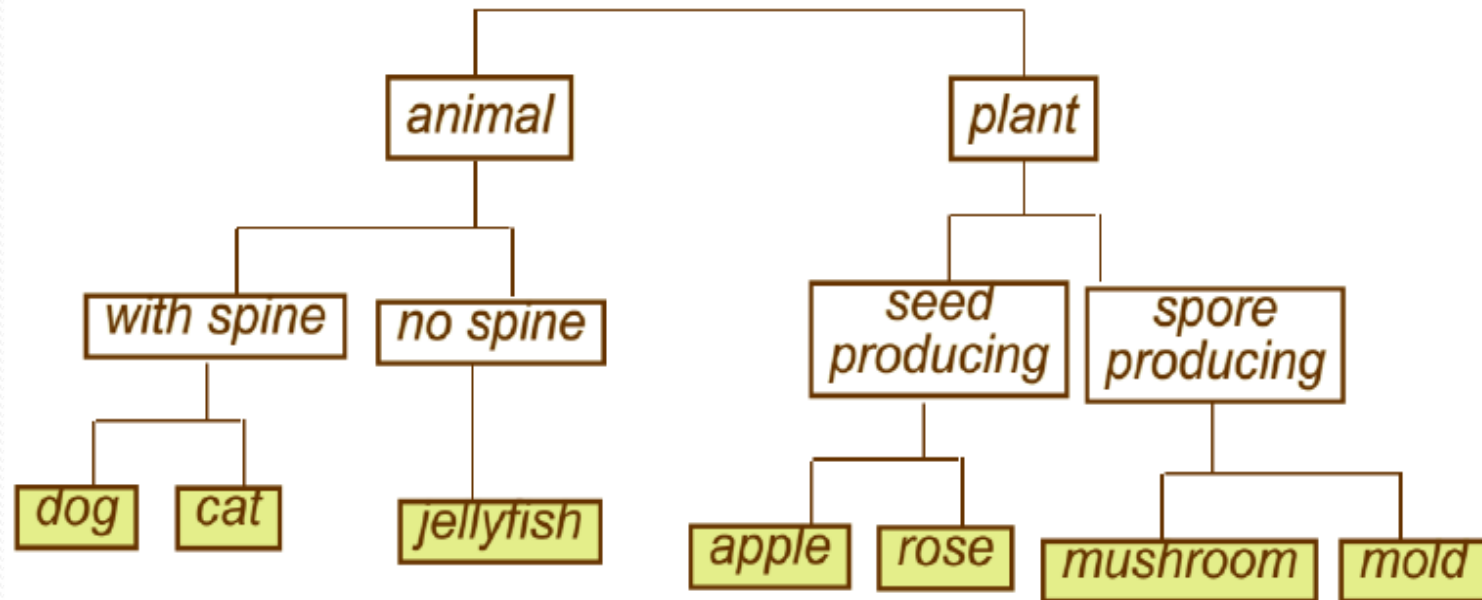 animal
plant
with spine
no spine
seed
producing
spore
producing
dog
cat
jellyfish
apple
rose
mushroom
mold